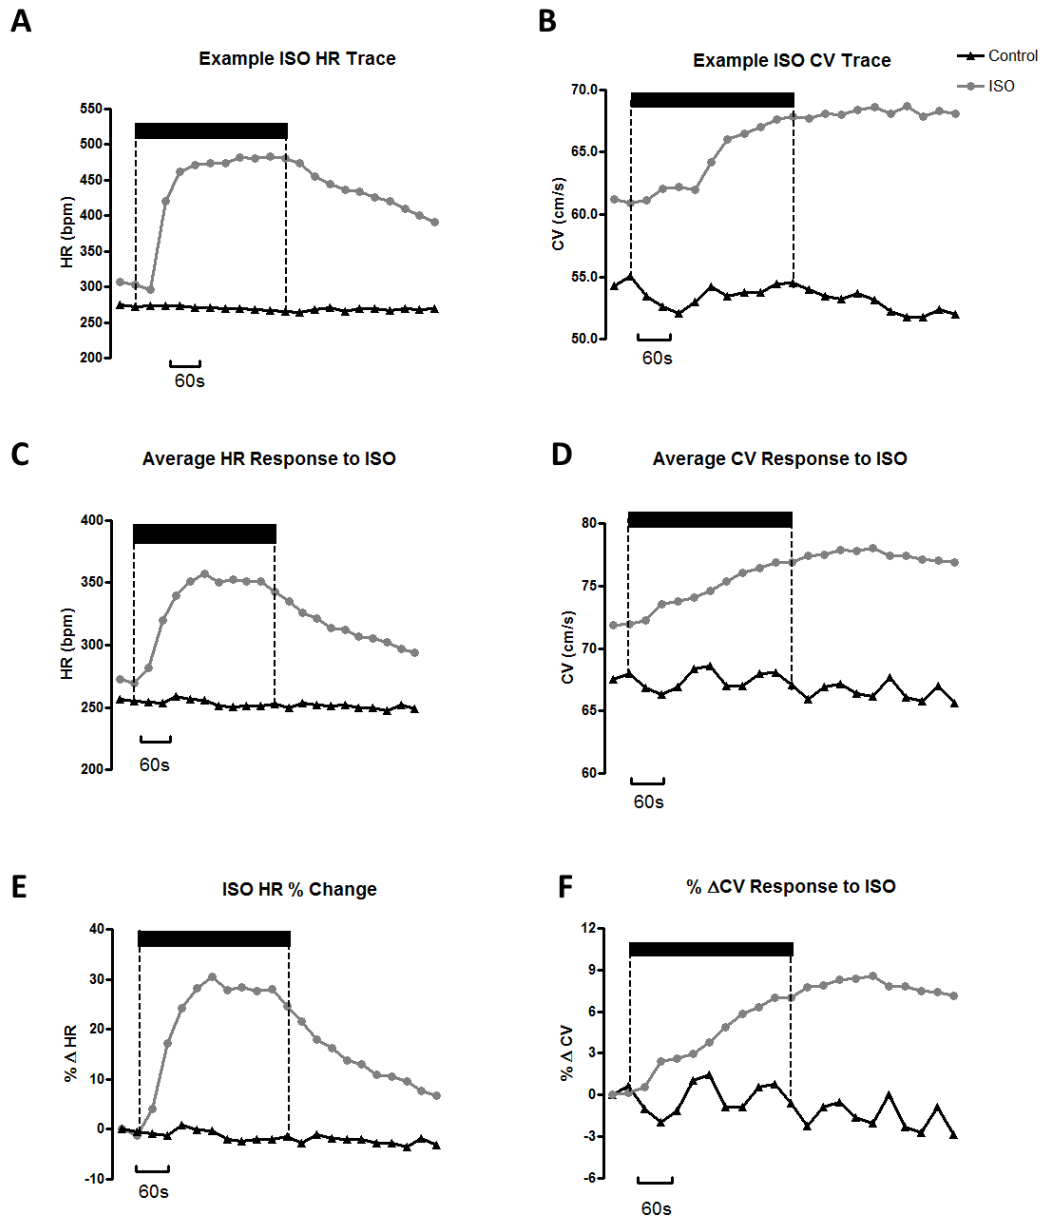 A
Example ISO HR Trace
HR (bpm)
550
500
450
400
350
300
250
200
60s
B
Example ISO CV Trace
Control
ISO
CV (cm/s)
70.0
65.0
60.0
55.0
50.0
60s
C
Average HR Response to ISO
HR (bpm)
400
350
300
250
200
60s
D
Average CV Response to ISO
CV (cm/s)
80
75
70
65
60
60s
E
ISO HR % Change
% Δ HR
40
30
20
10
0
-10
60s
F
% ΔCV Response to ISO
% Δ CV
12
9
6
3
0
-3
-6
60s